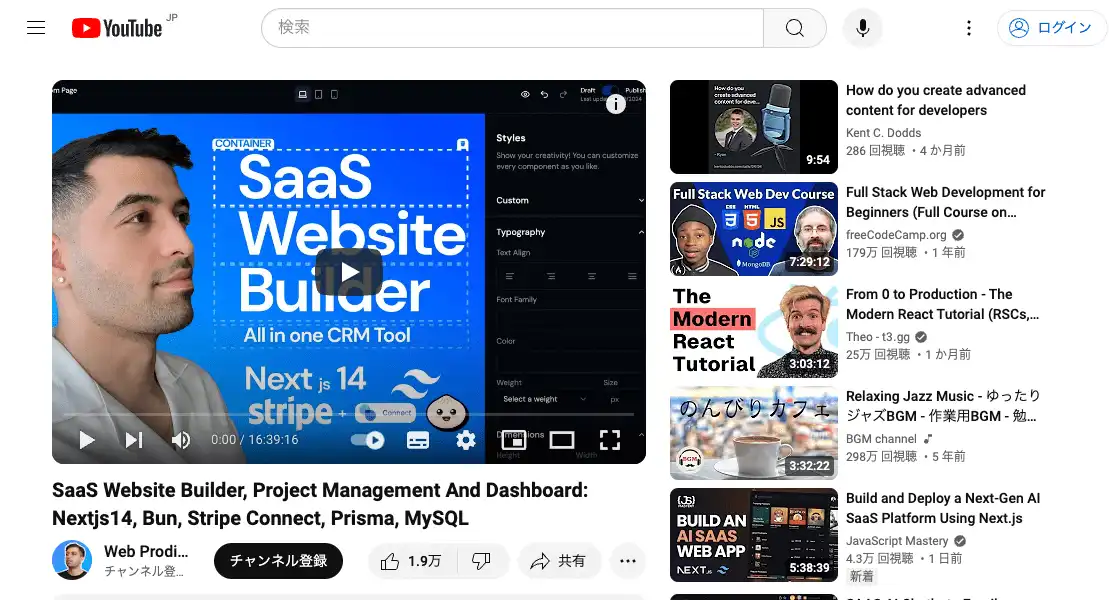 YouTube JP
検索
ログイン
om Page
Draft
Publish
CONTAINER
SaaS
Website
Builder
All in one CRM Tool
Next js 14
stripe + Connect
Styles
Show your creativity! You can customize
every component as you like.
Custom
Typography
Text Align
Font Family
Color
Weight
Size
Select a weight
px
Dimensions
Height
Width
0:00 / 16:39:16
SaaS Website Builder, Project Management And Dashboard:
Nextjs14, Bun, Stripe Connect, Prisma, MySQL
Web Prodi...
チャンネル登...
チャンネル登録
1.9万
共有
How do you
create advanced
content for deve...
9:54
How do you create advanced
content for developers
Kent C. Dodds
286 回視聴 ・4 か月前
Full Stack Web Dev Course
CSS HTML
JS
node
MongoDB
7:29:12
Full Stack Web Development for
Beginners (Full Course on...
freeCodeCamp.org
179万 回視聴 ・1 年前
The
Modern
React
Tutorial
3:03:12
From 0 to Production - The
Modern React Tutorial (RSCs,...
Theo - t3.gg
25万 回視聴 ・1 か月前
のんびりカフェ
BGM
3:32:22
Relaxing Jazz Music - ゆったり
ジャズBGM - 作業用BGM - 勉...
BGM channel
298万 回視聴 ・5 年前
JS MASTERY
BUILD AN
AI SAAS
WEB APP
NEXT.JS
5:38:39
Build and Deploy a Next-Gen AI
SaaS Platform Using Next.js
JavaScript Mastery
4.3万 回視聴 ・1 日前
新着